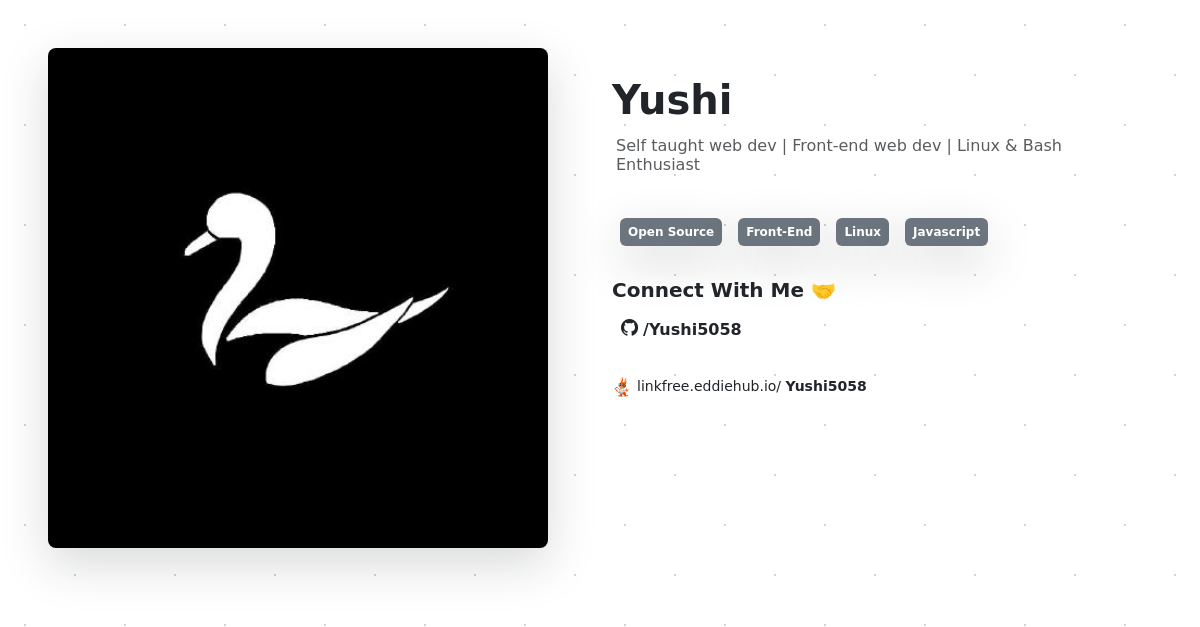 Yushi
Self taught web dev | Front-end web dev | Linux & Bash
Enthusiast
Open Source Front-End Linux Javascript
Connect With Me 🤝
/Yushi5058
linkfree.eddiehub.io/ Yushi5058